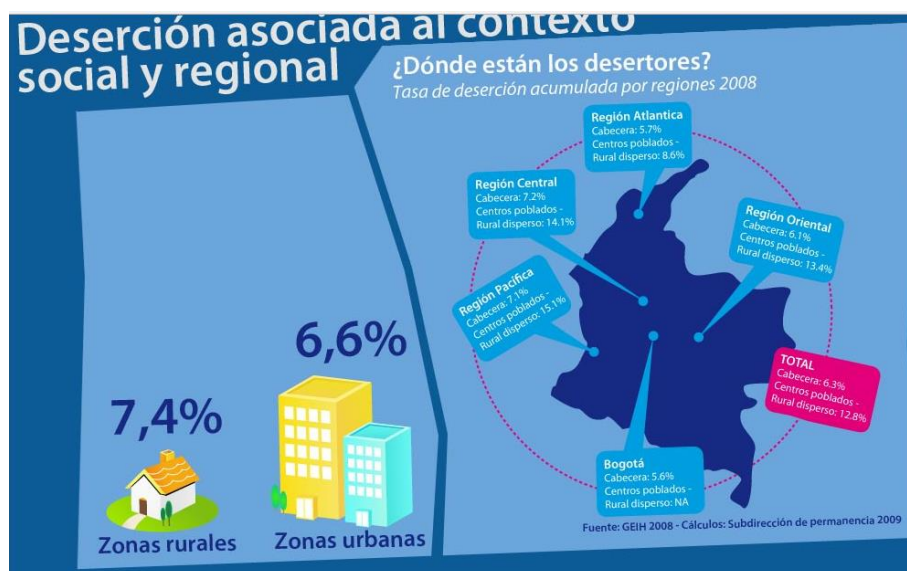 Deserción asociada al contexto
social y regional
7,4%
Zonas rurales
6,6%
Zonas urbanas
¿Dónde están los desertores?
Tasa de deserción acumulada por regiones 2008
Región Atlantica
Cabecera: 5.7%
Centros poblados -
Rural disperso: 8.6%
Región Central
Cabecera: 7.2%
Centros poblados -
Rural disperso: 14.1%
Región Oriental
Cabecera: 6.1%
Centros poblados -
Rural disperso: 13.4%
Región Pacífica
Cabecera: 7.1%
Centros poblados -
Rural disperso: 15.1%
TOTAL
Cabecera: 6.3%
Centros poblados -
Rural disperso: 12.8%
Bogotá
Cabecera: 5.6%
Centros poblados -
Rural disperso: NA
Fuente: GEIH 2008 - Cálculos: Subdirección de permanencia 2009